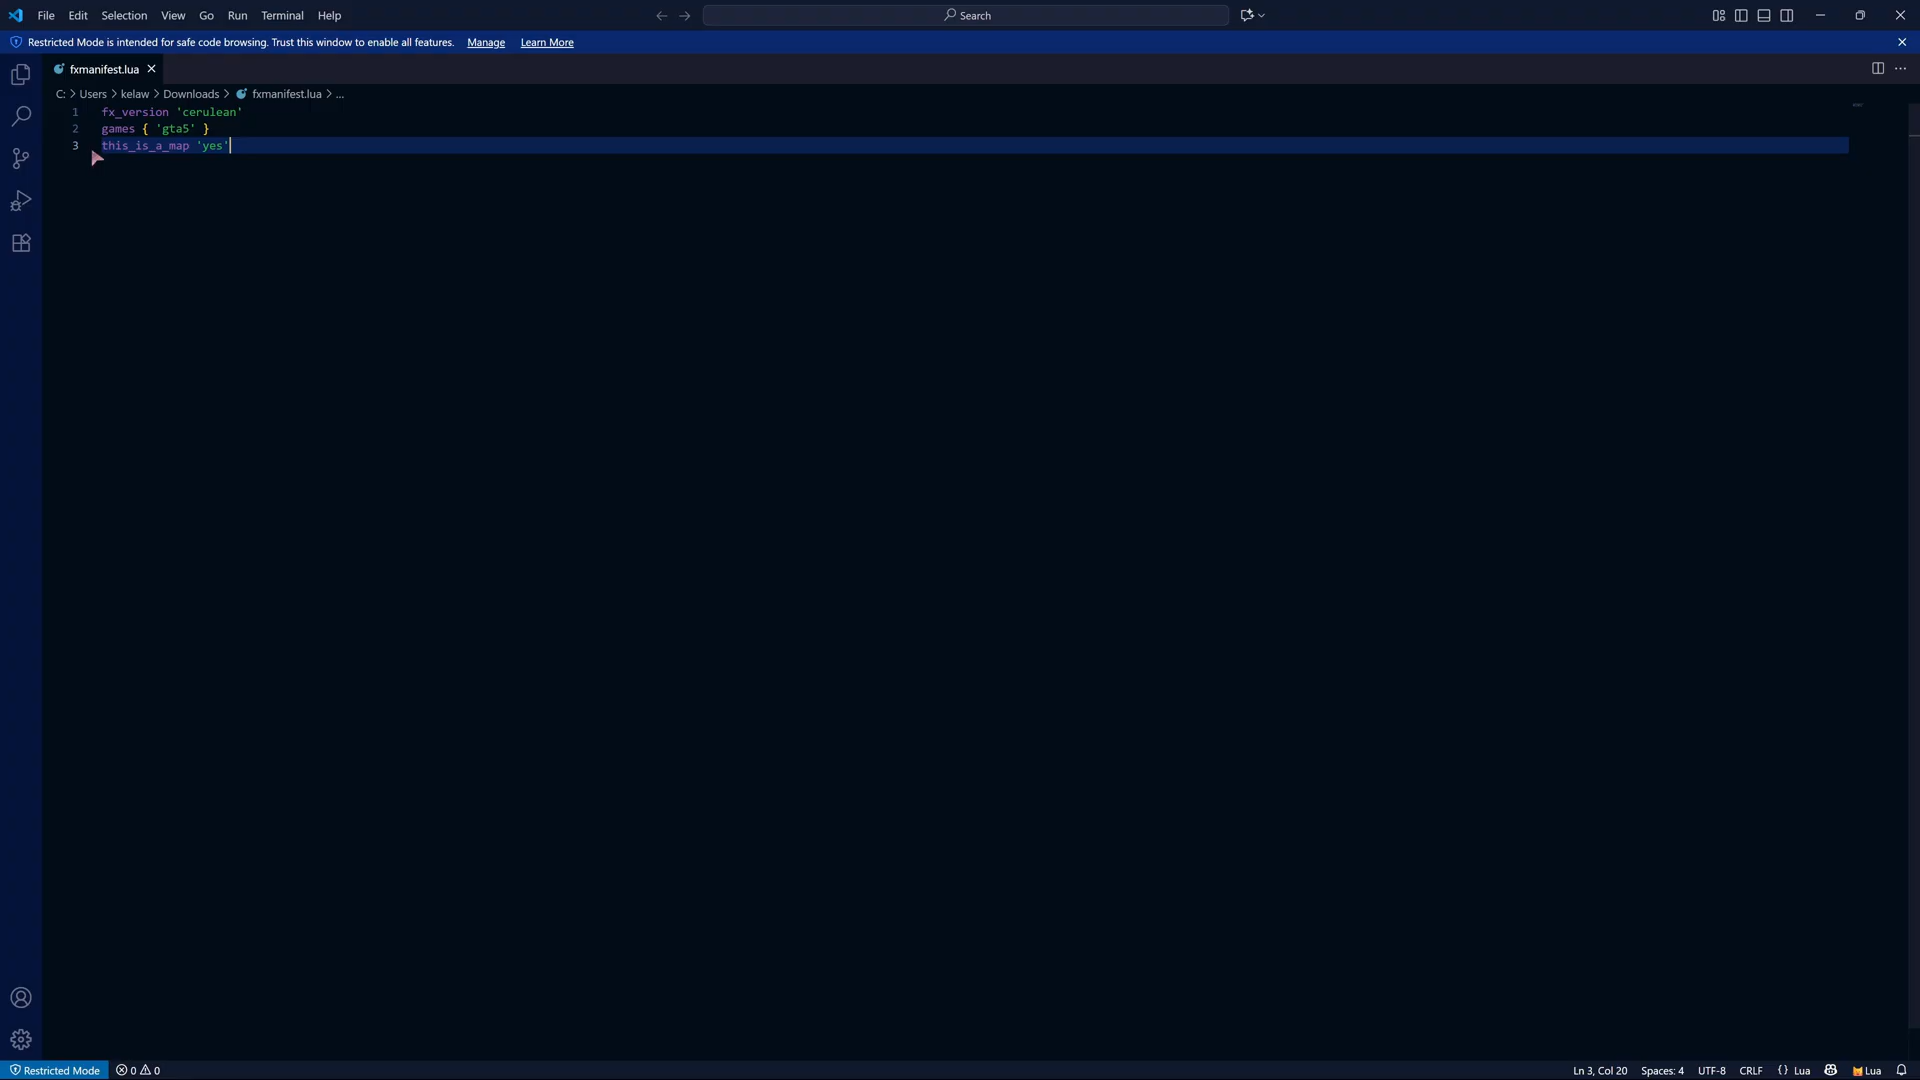 File Edit Selection View Go Run Terminal Help
Search
Restricted Mode is intended for safe code browsing. Trust this window to enable all features. Manage Learn More
fxmanifest.lua
C: > Users > kelaw > Downloads > fxmanifest.lua > ...
1 fx_version 'cerulean'
2 games { 'gta5' }
3 this_is_a_map 'yes'
Restricted Mode 0 0
Ln 3, Col 20 Spaces: 4 UTF-8 CRLF {} Lua Lua